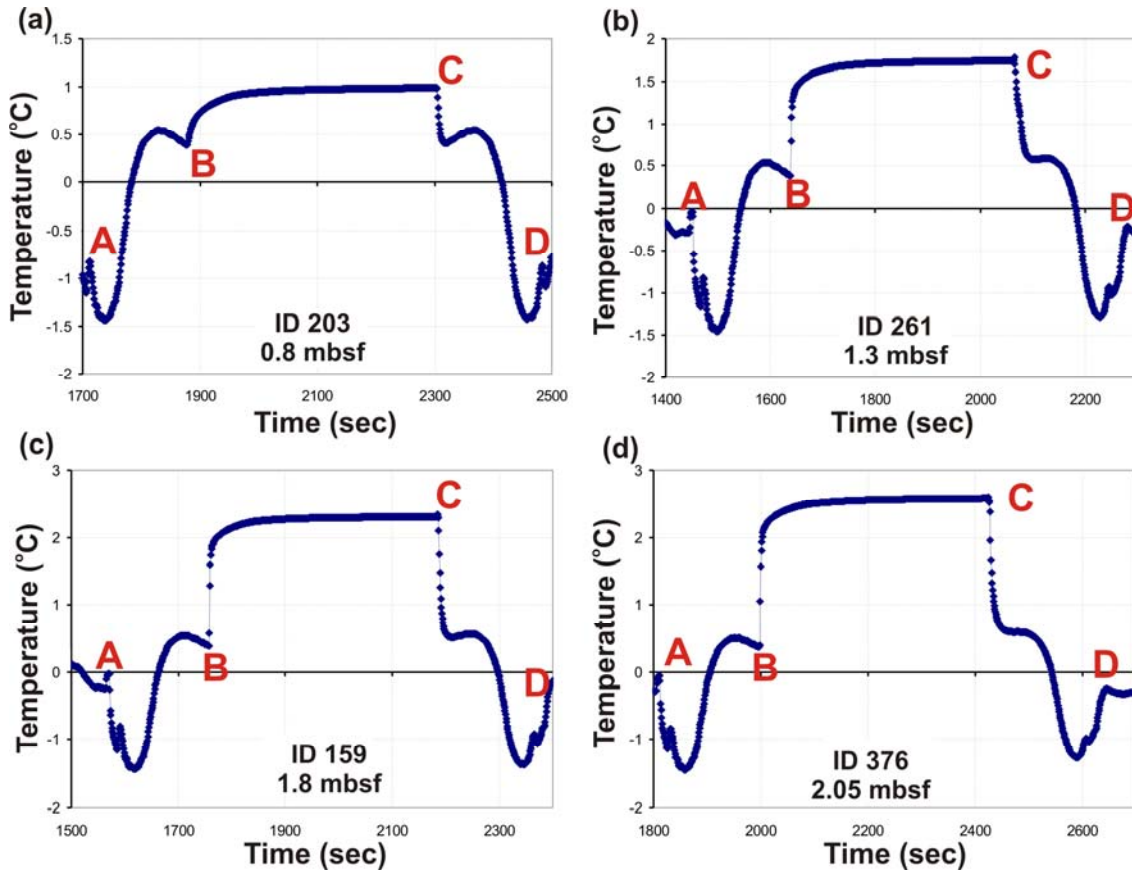 (a)
Temperature (°C)
1.5
1
0.5
0
-0.5
-1
-1.5
-2
A
B
C
D
ID 203
0.8 mbsf
1700
1900
2100
2300
2500
Time (sec)
(b)
Temperature (°C)
2
1.5
1
0.5
0
-0.5
-1
-1.5
-2
A
B
C
D
ID 261
1.3 mbsf
1400
1600
1800
2000
2200
Time (sec)
(c)
Temperature (°C)
3
2
1
0
-1
-2
A
B
C
D
ID 159
1.8 mbsf
1500
1700
1900
2100
2300
Time (sec)
(d)
Temperature (°C)
3
2
1
0
-1
-2
A
B
C
D
ID 376
2.05 mbsf
1800
2000
2200
2400
2600
Time (sec)